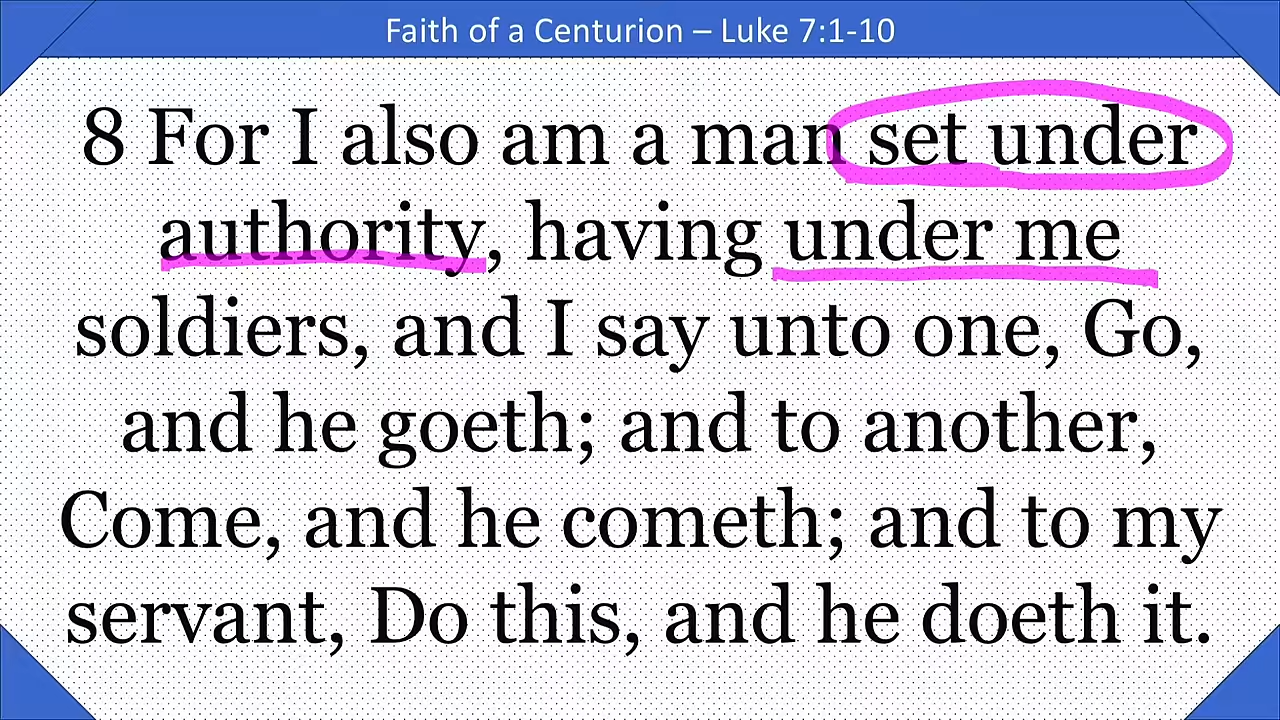 Faith of a Centurion – Luke 7:1-10
8 For I also am a man set under
authority, having under me
soldiers, and I say unto one, Go,
and he goeth; and to another,
Come, and he cometh; and to my
servant, Do this, and he doeth it.